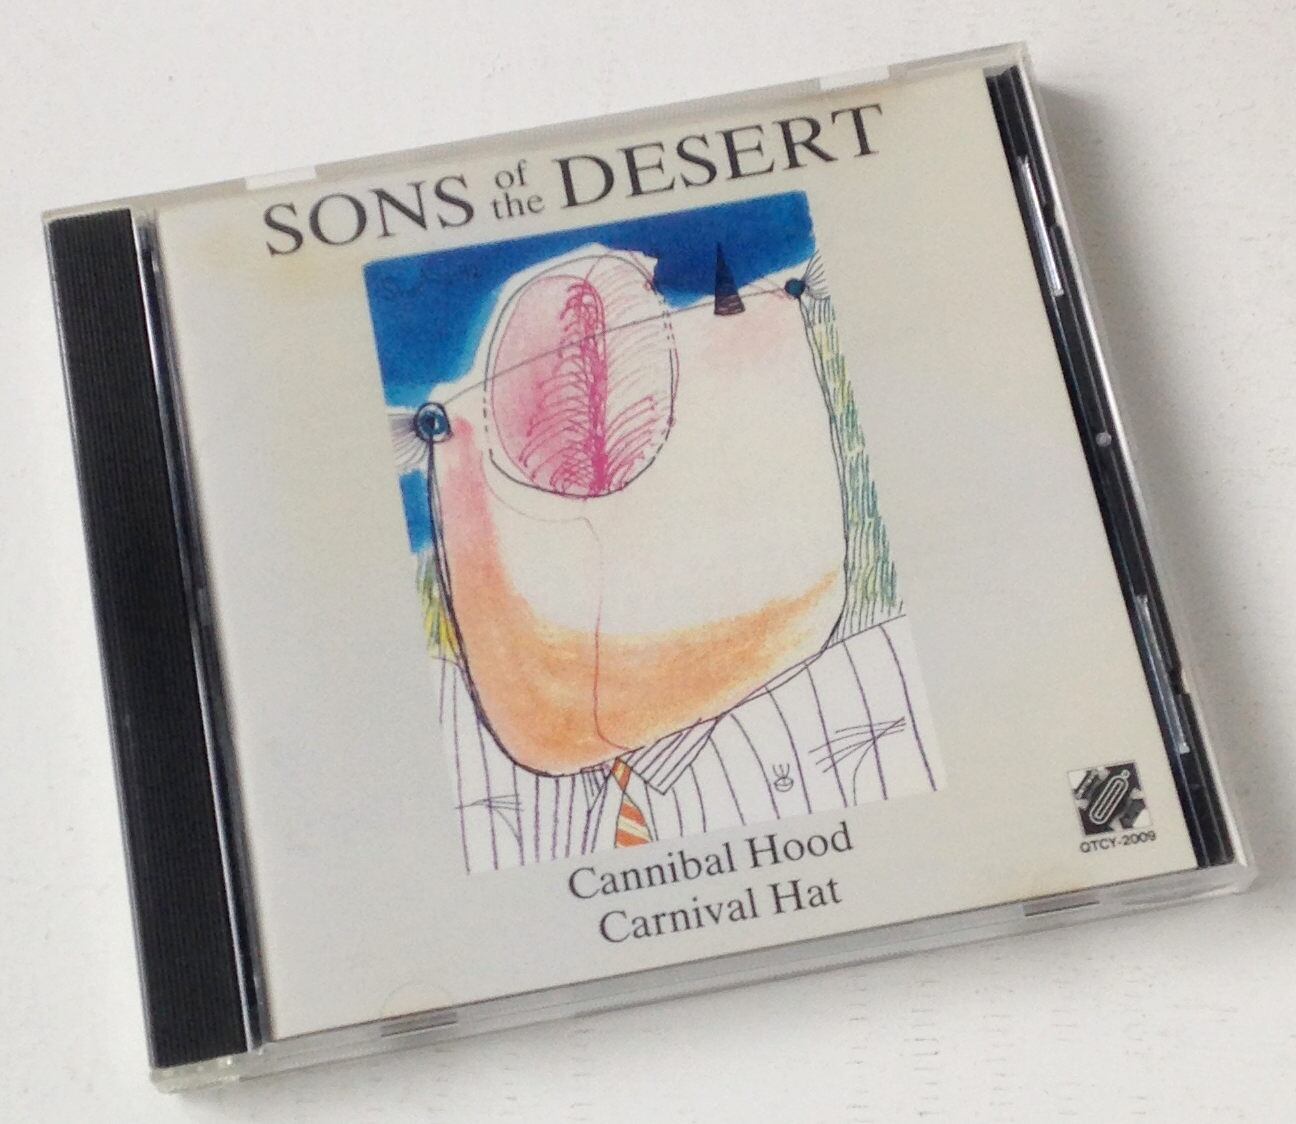 SONS of the DESERT
Cannibal Hood
Carnival Hat
QTCY-2009